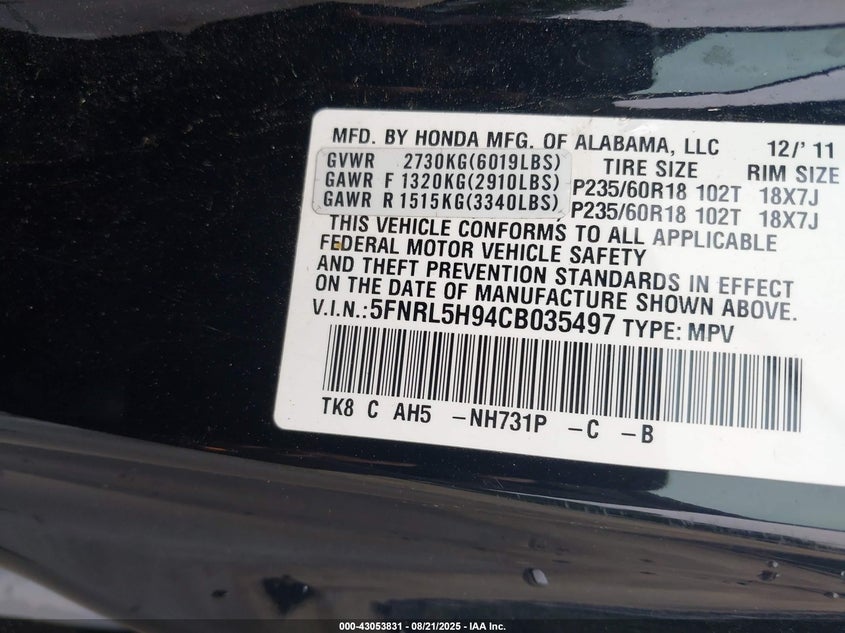 MFD. BY HONDA MFG. OF ALABAMA, LLC 12/' 11
GVWR 2730KG(6019LBS) TIRE SIZE RIM SIZE
GAWR F 1320KG(2910LBS) P235/60R18 102T 18X7J
GAWR R 1515KG(3340LBS) P235/60R18 102T 18X7J
THIS VEHICLE CONFORMS TO ALL APPLICABLE
FEDERAL MOTOR VEHICLE SAFETY
AND THEFT PREVENTION STANDARDS IN EFFECT
ON THE DATE OF MANUFACTURE SHOWN ABOVE.
V.I.N.: 5FNRL5H94CB035497 TYPE: MPV
TK8 C AH5 -NH731P -C -B
000-43053831 - 08/21/2025 - IAA Inc.